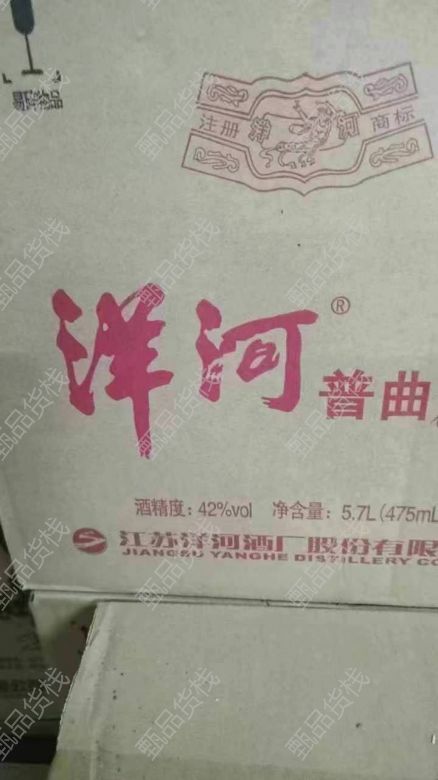 易碎品
注册 洋河 商标
洋河®
普曲
酒精度：42%vol 净含量：5.7L(475mL
江苏洋河酒厂股份有限
JIANGSU YANGHE DISTILLERY CO
甄品货栈